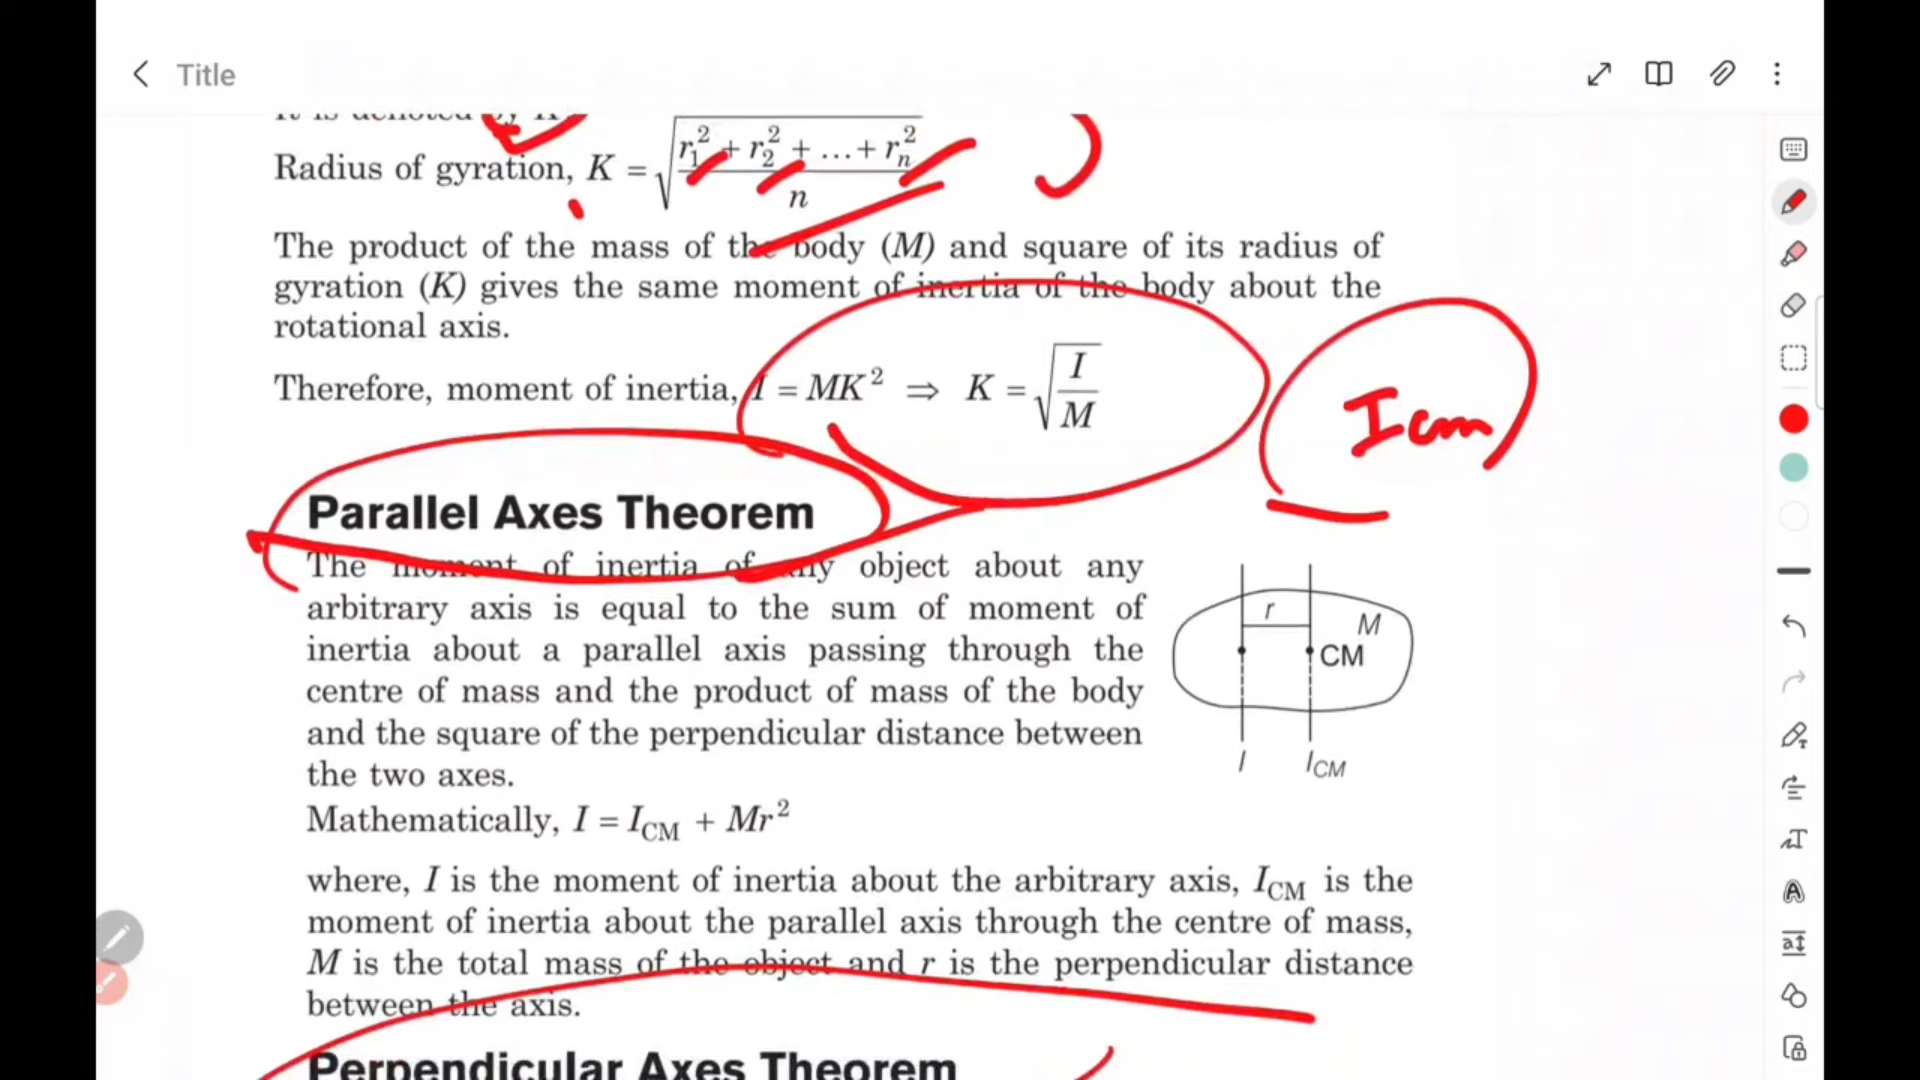 Title
It is denoted by K
Radius of gyration, K = √((r₁² + r₂² + ... + rₙ²) / n)
The product of the mass of the body (M) and square of its radius of
gyration (K) gives the same moment of inertia of the body about the
rotational axis.
Therefore, moment of inertia, I = MK² ⇒ K = √(I / M)
Icm
Parallel Axes Theorem
The moment of inertia of any object about any
arbitrary axis is equal to the sum of moment of
inertia about a parallel axis passing through the
centre of mass and the product of mass of the body
and the square of the perpendicular distance between
the two axes.
r
M
CM
I
I_CM
Mathematically, I = I_CM + Mr²
where, I is the moment of inertia about the arbitrary axis, I_CM is the
moment of inertia about the parallel axis through the centre of mass,
M is the total mass of the object and r is the perpendicular distance
between the axis.
Perpendicular Axes Theorem